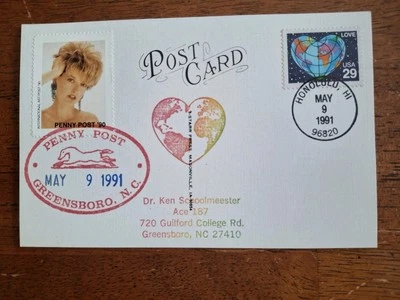 POST CARD
LOVE
USA
29
PENNY POST '90
HONOLULU, HI
MAY
9
1991
96820
PENNY POST
MAY 9 1991
GREENSBORO, N.C.
Dr. Ken Schoolmeester
Ace 187
720 Guilford College Rd.
Greensboro, NC 27410